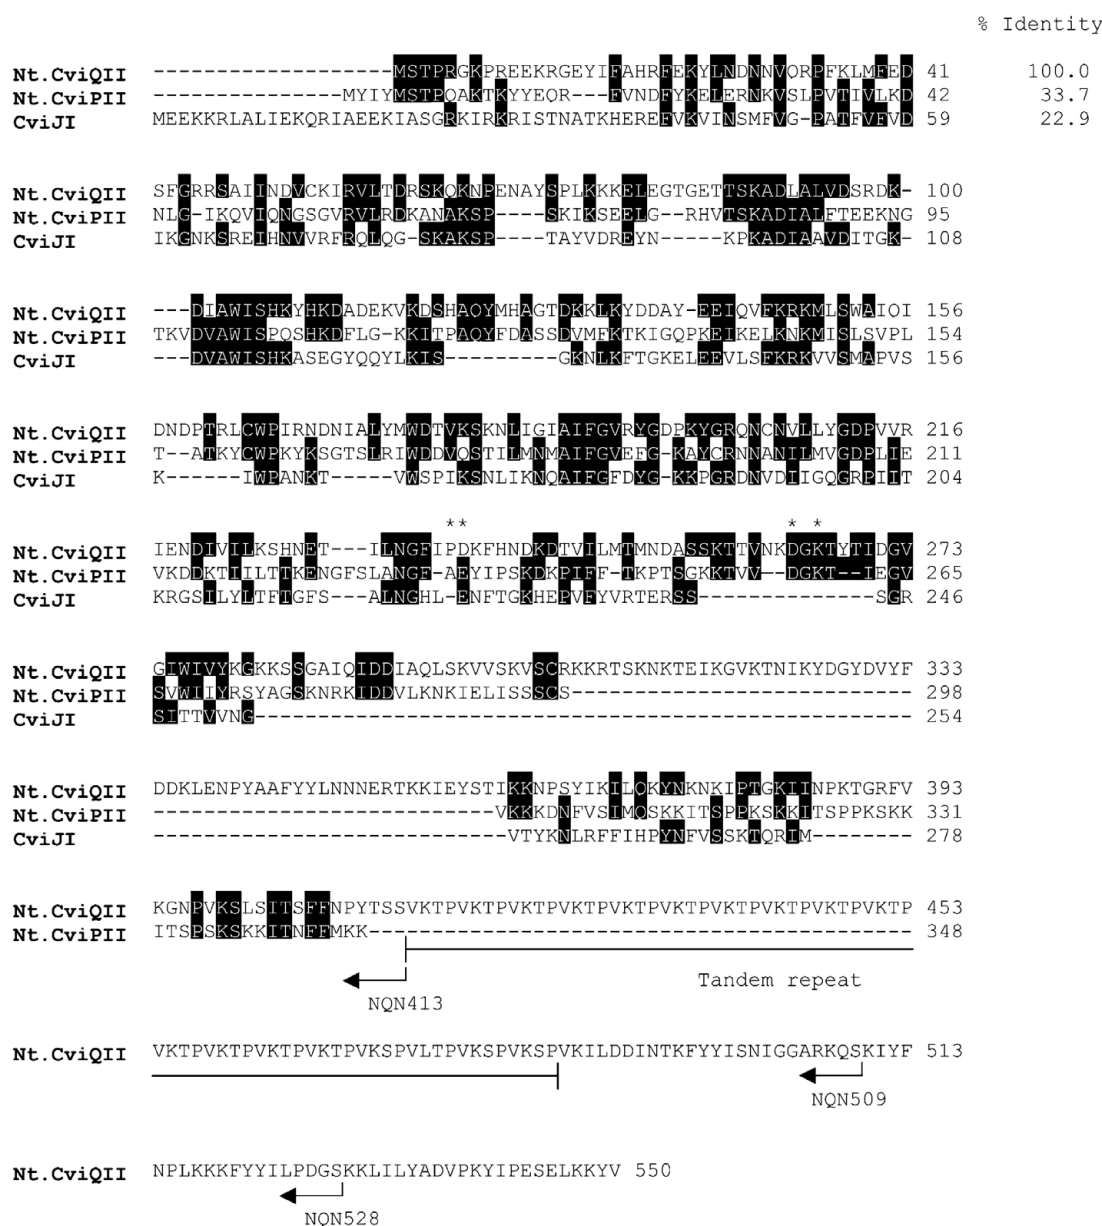 % Identity
Nt.CviQII -------------------MSTPRGKPREEKRGEYIFAHRFEKYLNDNNVQRPFKLMFED 41 100.0
Nt.CviPII ---------------MYIYMSTPQAKTKYYEQR---FVNDFYKELERNKVSLPVTIVLKD 42 33.7
CviJI MEEKKRLALIEKQRIAEEKIASGRKIRKRISTNATKHEREFVKVINSMFVG-PATFVFVD 59 22.9
Nt.CviQII SFGRRSAIINDVCKIRVLTDRSKQKNPENAYSPLKKKELEGTGETTSKADLALVDSRDK- 100
Nt.CviPII NLG-IKQVIQNGSGVRVLRDKANAKSP----SKIKSEELG--RHVTSKADIALFTEEKNG 95
CviJI IKGNKSREIHNVVRFRQLQG-SKAKSP----TAYVDREYN----KPKADIAAVDITGK- 108
Nt.CviQII ---DIAWISHKYHKDADEKVKDSHAQYMHAGTDKKLKYDDAY-EEIQVFKRKMLSWAIQI 156
Nt.CviPII TKVDVAWISPQSHKDFLG-KKITPAQYFDASSDVMFKTKIGQPKEIKELKNKMISLSVPL 154
CviJI ---DVAWISHKASEGYQQYLKIS---------GKNLKFTGKELEEVLSFKRKVVSMAPVS 156
Nt.CviQII DNDPTRLCWPIRNDNIALYMWDTVKSKNLIGIAIFGVRYGDPKYGRQNCNVLLYGDPVVR 216
Nt.CviPII T--ATKYCWPKYKSGTSLRIWDDVQSTILMNMAIFGVEFG-KAYCRNNANILMVGDPLIE 211
CviJI K------IWPANKT-----VWSPIKSNLIKNQAIFGFDYG-KKPGRDNVDIIGQGRPIIT 204
** * *
Nt.CviQII IENDIVILKSHNET---ILNGFIPDKFHNDKDTVILMTMNDASSKTTVNKDGKTYTIDGV 273
Nt.CviPII VKDDKTIILTTKENGFSLANGF-AEYIPSKDKPIFF-TKPTSGKKTVV--DGKT--IEGV 265
CviJI KRGSILYLTFTGFS---ALNGHL-ENFTGKHEPVFYVRTERSS--------------SGR 246
Nt.CviQII GIWIVYKGKKSSGAIQIDDIAQLSKVVSKVSCRKKRTSKNKTEIKGVKTNIKYDGYDVYF 333
Nt.CviPII SVWIIYRSYAGSKNRKIDDVLKNKIELISSSCS--------------------------- 298
CviJI SITTVVNG---------------------------------------------------- 254
Nt.CviQII DDKLENPYAAFYYLNNNERTKKIEYSTIKKNPSYIKILQKYNKNKIPTGKIINPKTGRFV 393
Nt.CviPII ---------------------------VKKKDNFVSIMQSKKITSPPKSKKITSPPKSKK 331
CviJI ----------------------------VTYKNLRFFIHPYNFVSSKTQRIM-------- 278
Nt.CviQII KGNPVKSLSITSFFNPYTSSVKTPVKTPVKTPVKTPVKTPVKTPVKTPVKTPVKTPVKTP 453
Nt.CviPII ITSPSKSKKITNFFMKK------------------------------------------- 348
Tandem repeat
NQN413
Nt.CviQII VKTPVKTPVKTPVKTPVKSPVLTPVKSPVKSPVKILDDINTKFYYISNIGGARKQSKIYF 513
NQN509
Nt.CviQII NPLKKKFYYILPDGSKKLILYADVPKYIPESELKKYV 550
NQN528